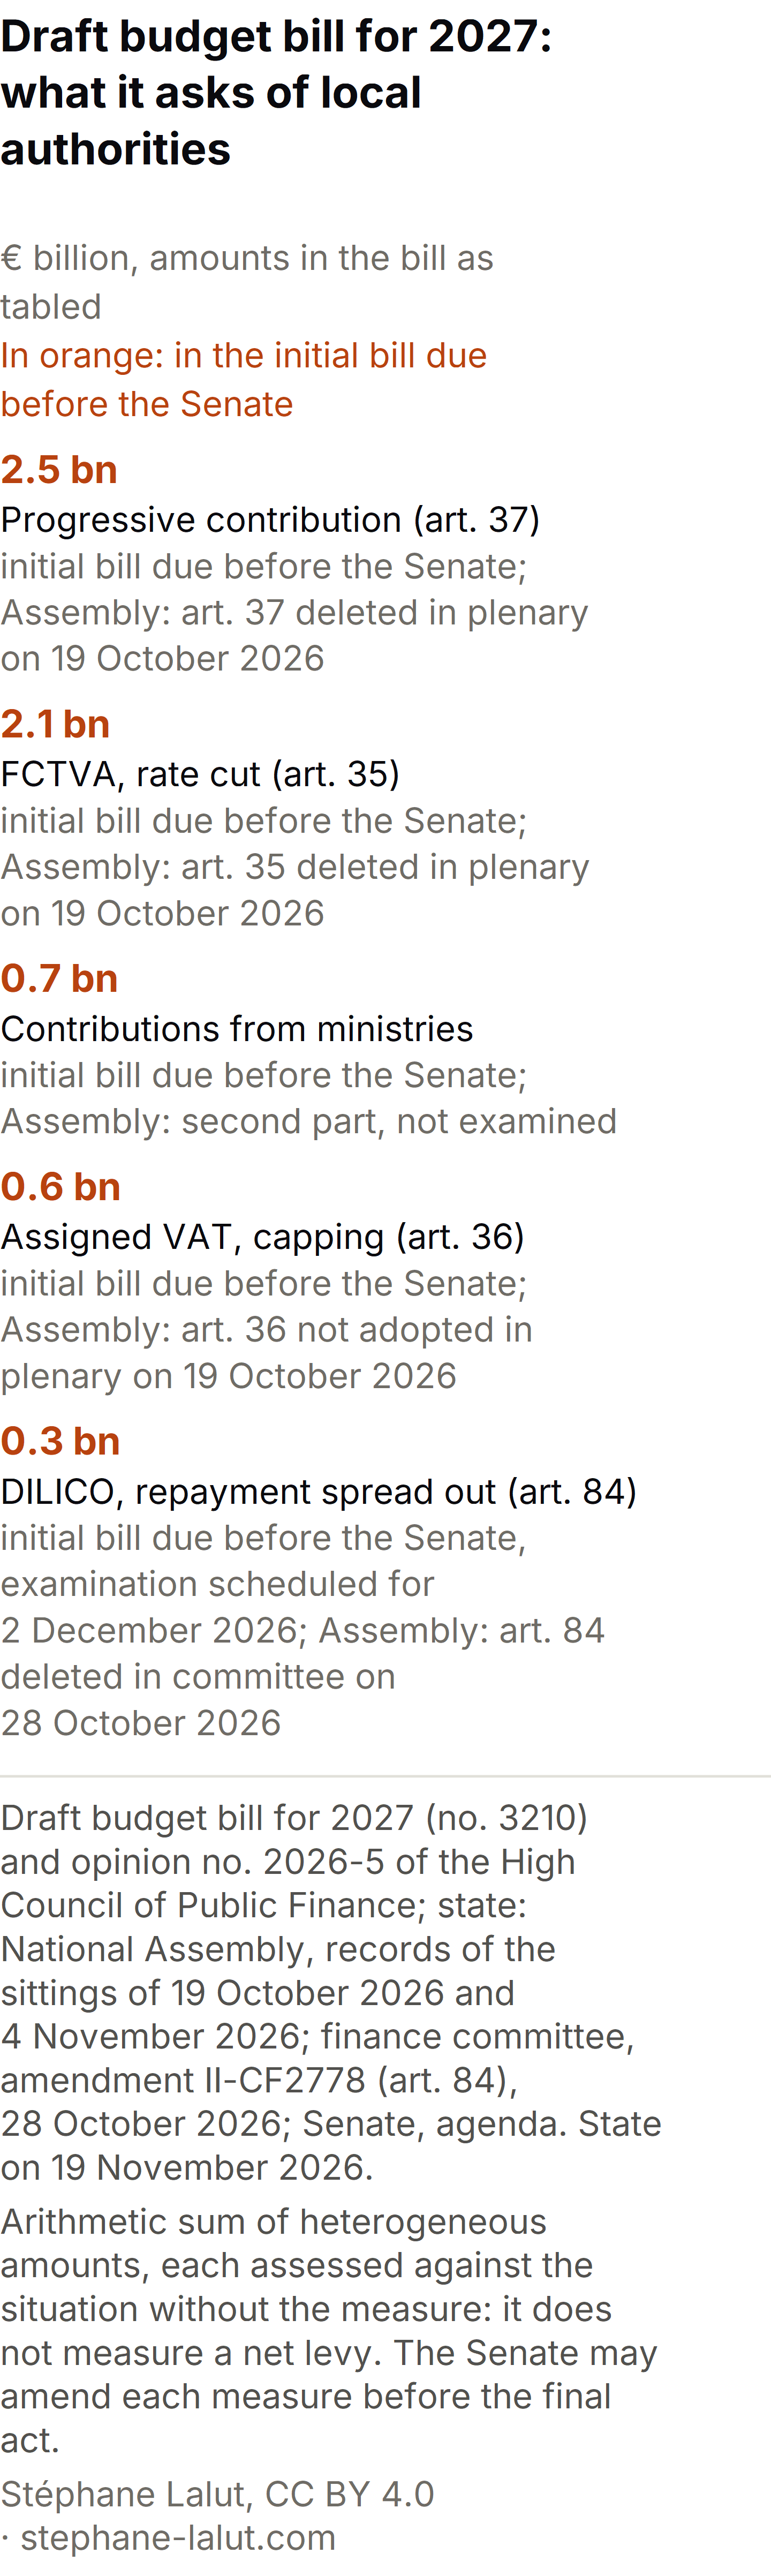 Draft budget bill for 2027:
what it asks of local
authorities
€ billion, amounts in the bill as
tabled
In orange: in the initial bill due
before the Senate
2.5 bn
Progressive contribution (art. 37)
initial bill due before the Senate;
Assembly: art. 37 deleted in plenary
on 19 October 2026
2.1 bn
FCTVA, rate cut (art. 35)
initial bill due before the Senate;
Assembly: art. 35 deleted in plenary
on 19 October 2026
0.7 bn
Contributions from ministries
initial bill due before the Senate;
Assembly: second part, not examined
0.6 bn
Assigned VAT, capping (art. 36)
initial bill due before the Senate;
Assembly: art. 36 not adopted in
plenary on 19 October 2026
0.3 bn
DILICO, repayment spread out (art. 84)
initial bill due before the Senate,
examination scheduled for
2 December 2026; Assembly: art. 84
deleted in committee on
28 October 2026
Draft budget bill for 2027 (no. 3210)
and opinion no. 2026-5 of the High
Council of Public Finance; state:
National Assembly, records of the
sittings of 19 October 2026 and
4 November 2026; finance committee,
amendment II-CF2778 (art. 84),
28 October 2026; Senate, agenda. State
on 19 November 2026.
Arithmetic sum of heterogeneous
amounts, each assessed against the
situation without the measure: it does
not measure a net levy. The Senate may
amend each measure before the final
act.
Stéphane Lalut, CC BY 4.0
· stephane-lalut.com